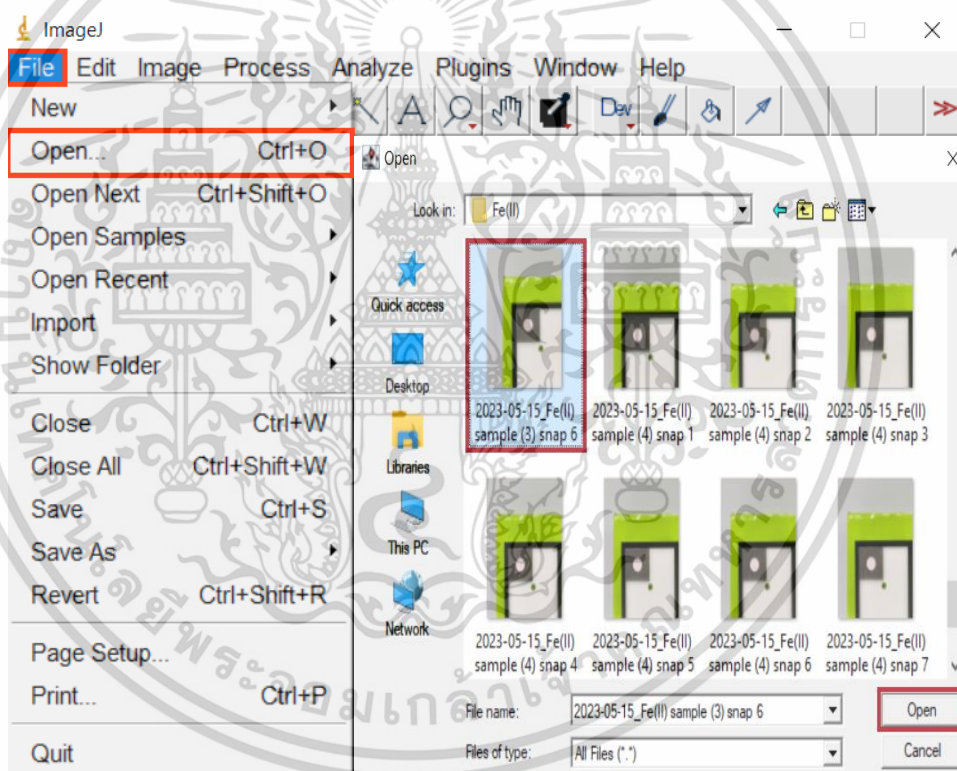 ImageJ
File Edit Image Process Analyze Plugins Window Help
New
Open... Ctrl+O
Open Next Ctrl+Shift+O
Open Samples
Open Recent
Import
Show Folder
Close Ctrl+W
Close All Ctrl+Shift+W
Save Ctrl+S
Save As
Revert Ctrl+Shift+R
Page Setup...
Print... Ctrl+P
Quit
Dev
Open
Look in: Fe(II)
Quick access
Desktop
Libraries
This PC
Network
2023-05-15_Fe(II)
sample (3) snap 6
2023-05-15_Fe(II)
sample (4) snap 1
2023-05-15_Fe(II)
sample (4) snap 2
2023-05-15_Fe(II)
sample (4) snap 3
2023-05-15_Fe(II)
sample (4) snap 4
2023-05-15_Fe(II)
sample (4) snap 5
2023-05-15_Fe(II)
sample (4) snap 6
2023-05-15_Fe(II)
sample (4) snap 7
File name: 2023-05-15_Fe(II) sample (3) snap 6 Open
Files of type: All Files (*.*) Cancel